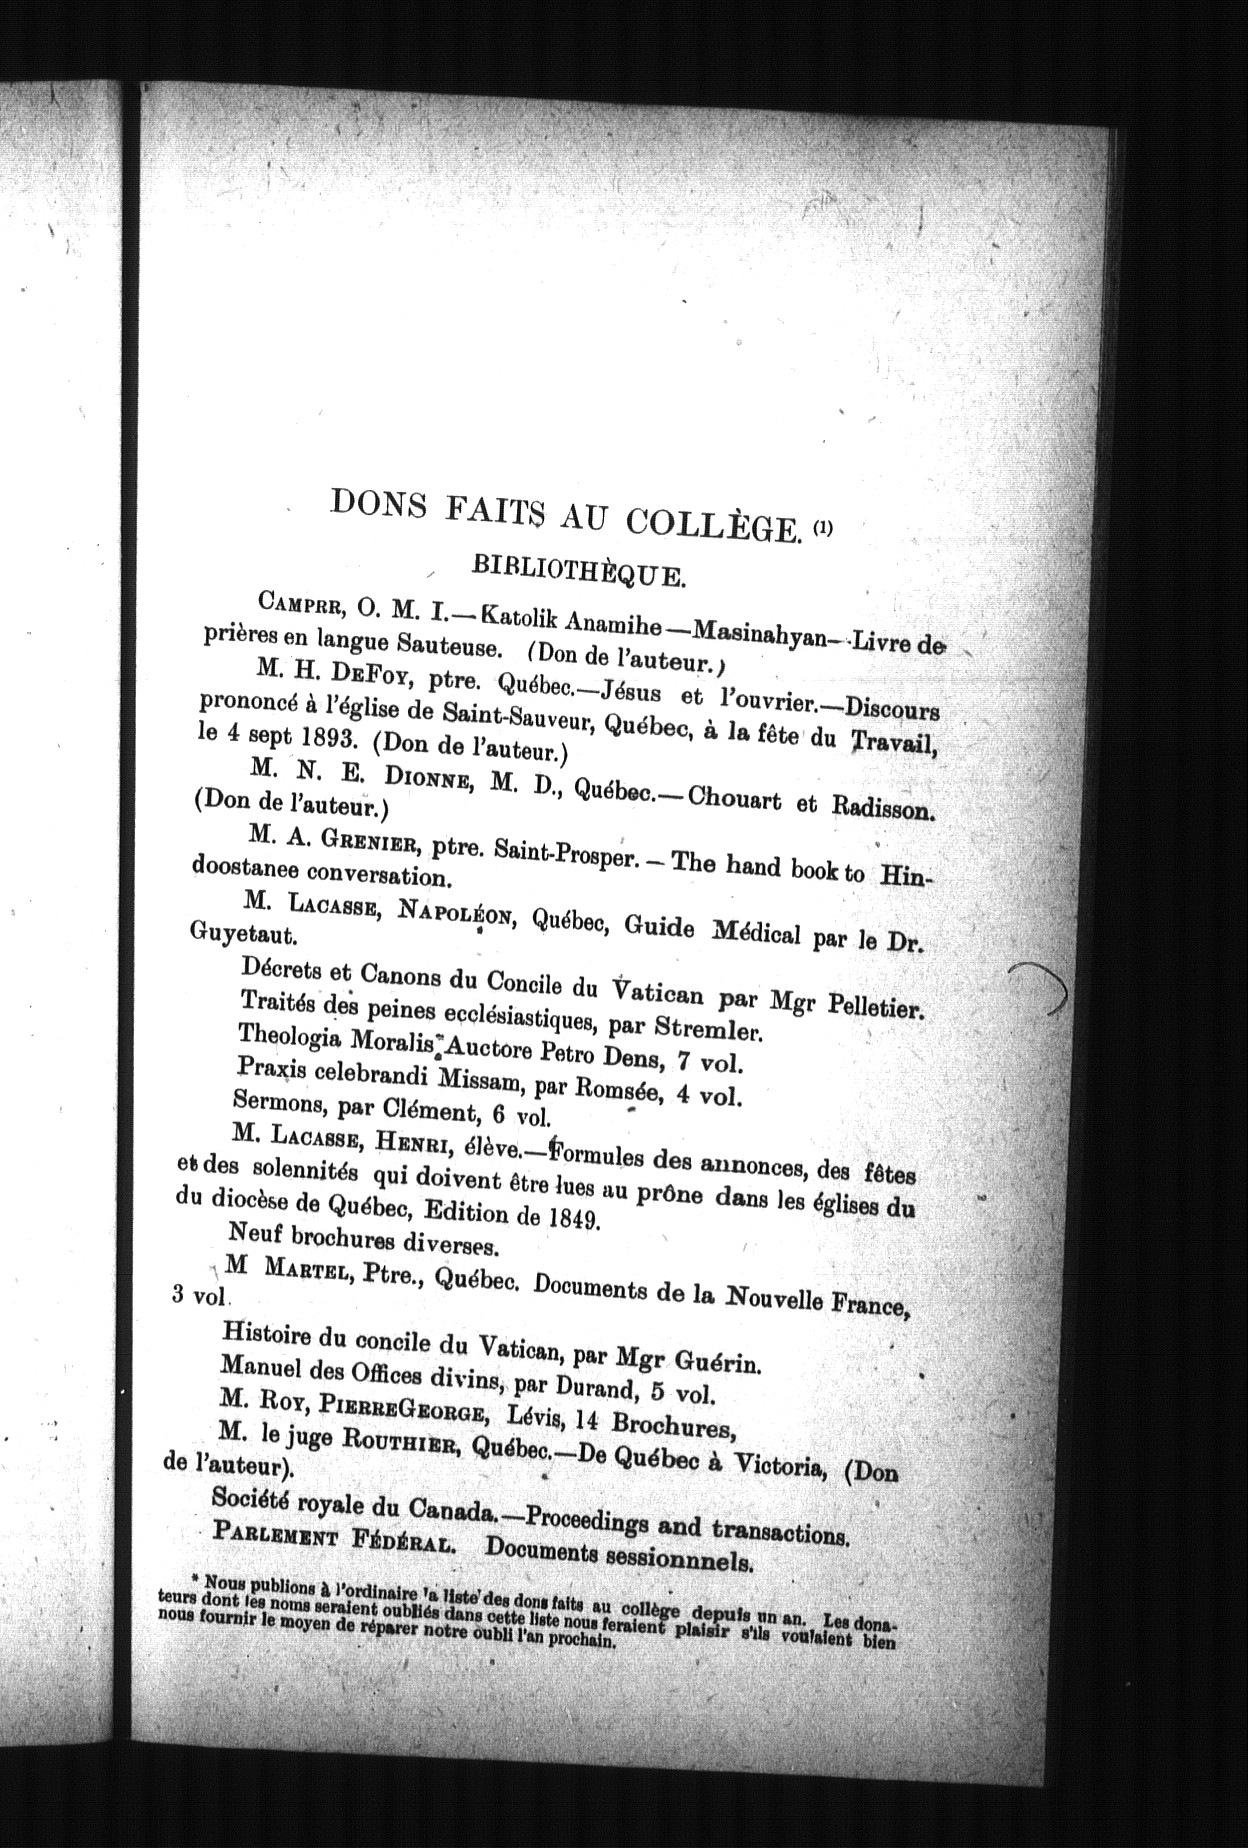 DONS FAITS AU COLLÈGE. (1)
BIBLIOTHÈQUE.
CAMPRR, O. M. I.—Katolik Anamihe—Masinahyan—Livre de
prières en langue Sauteuse. (Don de l'auteur.)
M. H. DEFOY, ptre. Québec.—Jésus et l'ouvrier.—Discours
prononcé à l'église de Saint-Sauveur, Québec, à la fête du Travail,
le 4 sept 1893. (Don de l'auteur.)
M. N. E. DIONNE, M. D., Québec.—Chouart et Radisson.
(Don de l'auteur.)
M. A. GRENIER, ptre. Saint-Prosper.—The hand book to Hin-
doostanee conversation.
M. LACASSE, NAPOLÉON, Québec, Guide Médical par le Dr.
Guyetaut.
Décrets et Canons du Concile du Vatican par Mgr Pelletier.
Traités des peines ecclésiastiques, par Stremler.
Theologia Moralis, Auctore Petro Dens, 7 vol.
Praxis celebrandi Missam, par Romsée, 4 vol.
Sermons, par Clément, 6 vol.
M. LACASSE, HENRI, élève.—Formules des annonces, des fêtes
et des solennités qui doivent être lues au prône dans les églises du
du diocèse de Québec, Edition de 1849.
Neuf brochures diverses.
M MARTEL, Ptre., Québec. Documents de la Nouvelle France,
3 vol.
Histoire du concile du Vatican, par Mgr Guérin.
Manuel des Offices divins, par Durand, 5 vol.
M. ROY, PIERREGEORGE, Lévis, 14 Brochures,
M. le juge ROUTHIER, Québec.—De Québec à Victoria, (Don
de l'auteur).
Société royale du Canada.—Proceedings and transactions.
PARLEMENT FÉDÉRAL. Documents sessionnnels.
* Nous publions à l'ordinaire la liste des dons faits au collège depuis un an. Les dona-
teurs dont les noms seraient oubliés dans cette liste nous feraient plaisir s'ils voulaient bien
nous fournir le moyen de réparer notre oubli l'an prochain.